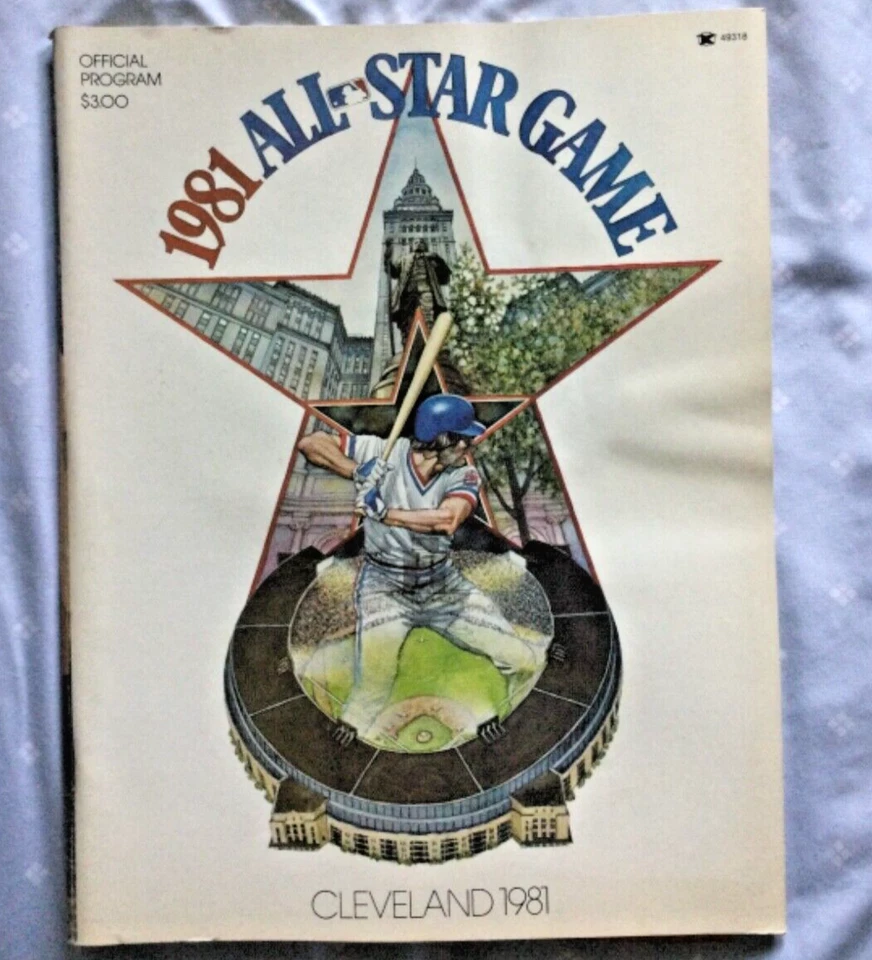 OFFICIAL
PROGRAM
$3.00
49318
1981 ALL STAR GAME
CLEVELAND 1981